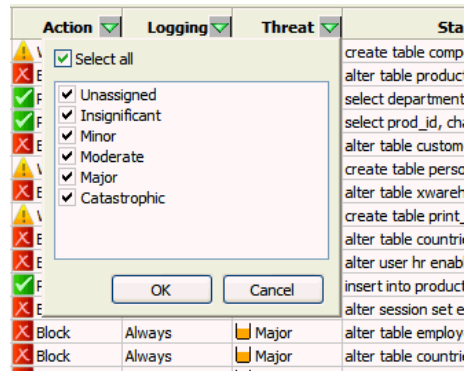 Action Logging Threat Sta
Select all
create table comp
Unassigned
alter table product
Insignificant
select department
Minor
select prod_id, cha
Moderate
alter table custom
Major
create table perso
Catastrophic
alter table xwareh
create table print_
alter table countrie
alter user hr enabl
OK Cancel
insert into product
alter session set e
Block Always Major alter table employ
Block Always Major alter table countrie